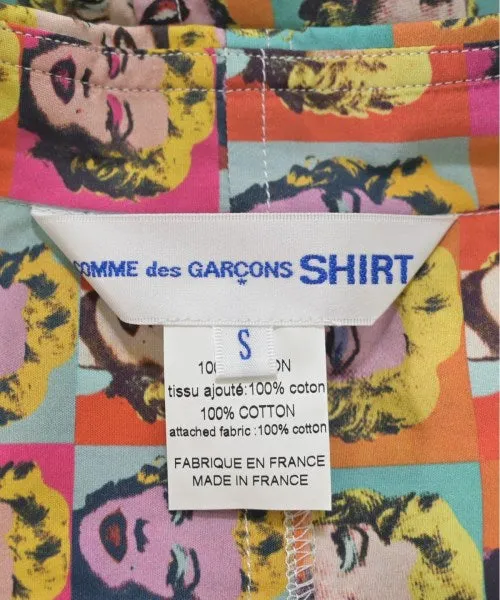 COMME des GARÇONS SHIRT
S
tissu ajouté:100% coton
100% COTTON
attached fabric :100% cotton
FABRIQUE EN FRANCE
MADE IN FRANCE